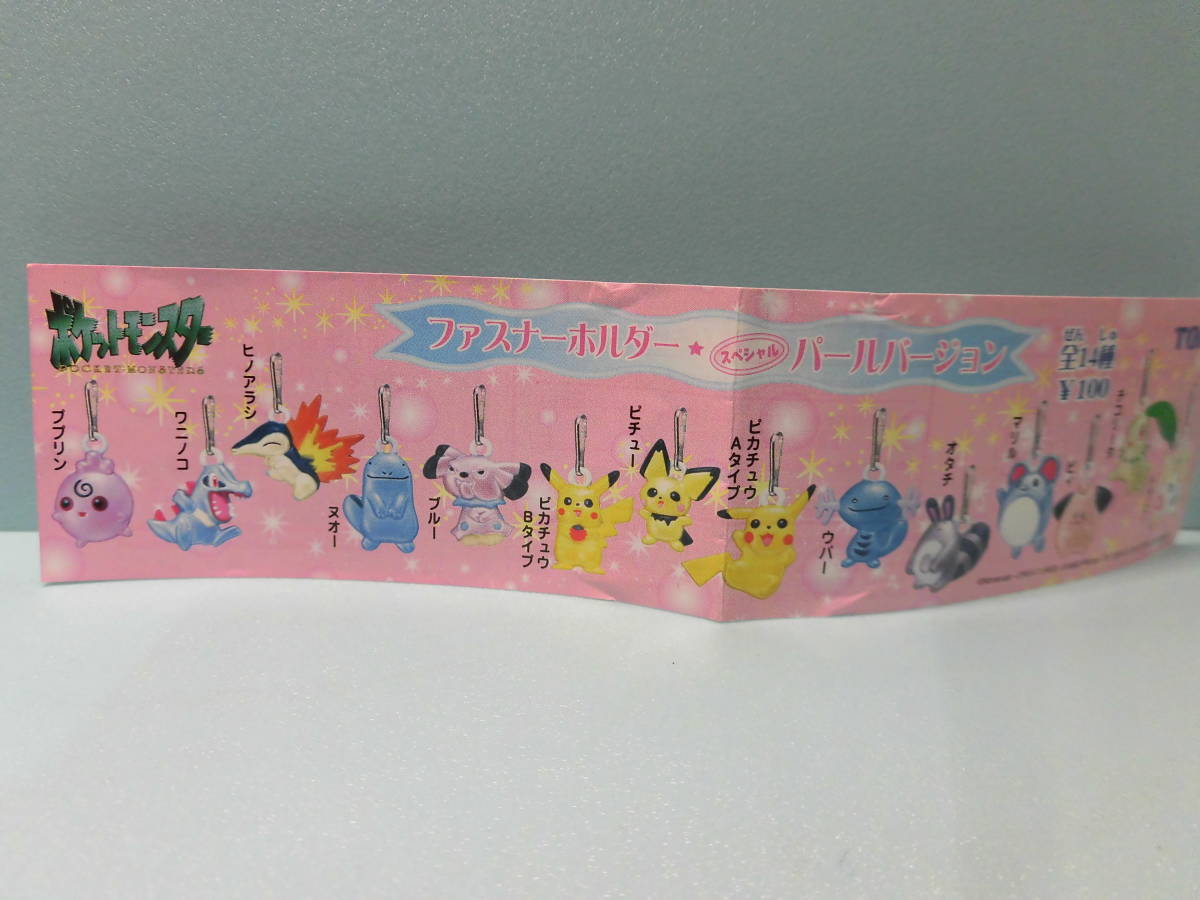 ポケットモンスター
POCKET MONSTERS
ファスナーホルダー★スペシャル パールバージョン
ぜん しゅ
全14種
¥100
ププリン
ワニノコ
ヒノアラシ
ヌオー
ブルー
ピカチュウ
Bタイプ
ピチュー
ピカチュウ
Aタイプ
ウパー
オタチ
マリル